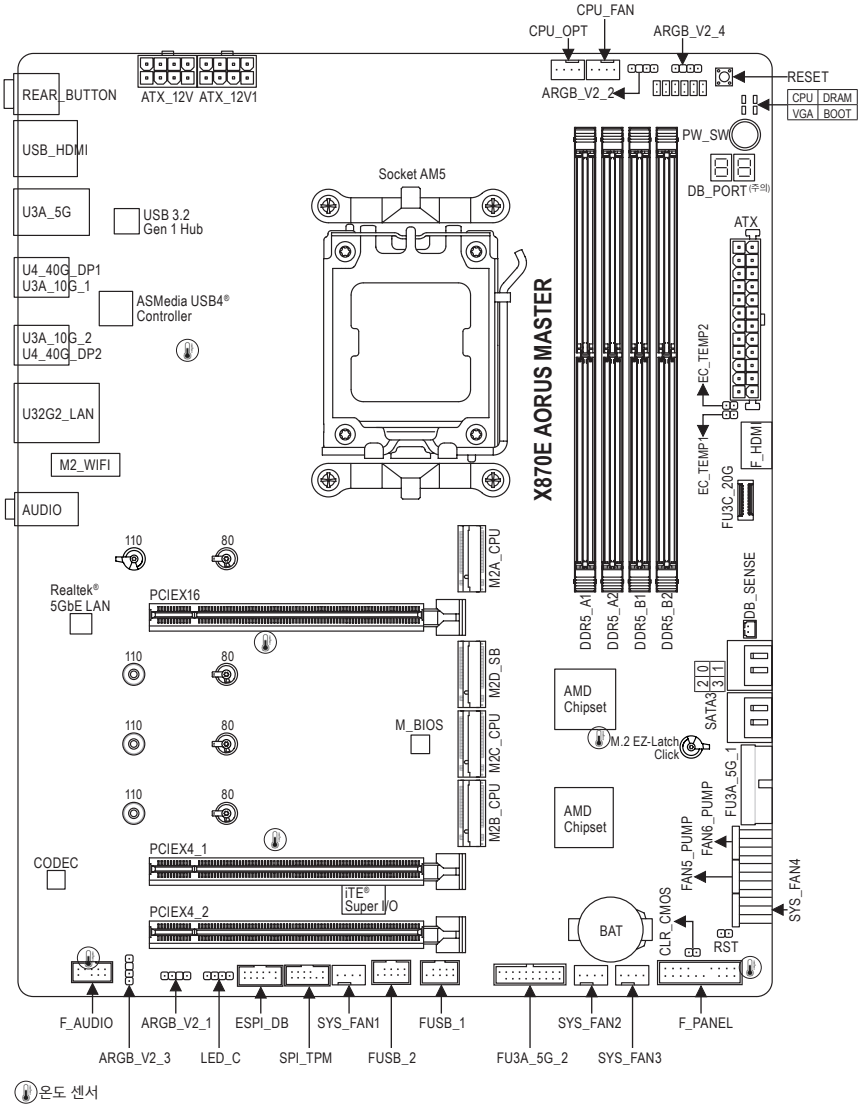 CPU_FAN
CPU_OPT
ARGB_V2_4
REAR_BUTTON
ATX_12V ATX_12V1
ARGB_V2_2
RESET
CPU DRAM
VGA BOOT
USB_HDMI
PW_SW
Socket AM5
DB_PORT (주의)
U3A_5G
USB 3.2
Gen 1 Hub
ATX
U4_40G_DP1
U3A_10G_1
ASMedia USB4®
Controller
U3A_10G_2
U4_40G_DP2
X870E AORUS MASTER
EC_TEMP2
EC_TEMP1
U32G2_LAN
F_HDMI
M2_WIFI
FU3C_20G
AUDIO
110
80
M2A_CPU
Realtek®
5GbE LAN
PCIEX16
DDR5_A1
DDR5_A2
DDR5_B1
DDR5_B2
DB_SENSE
110
80
M2D_SB
AMD
Chipset
SATA3
2 0
3 1
110
80
M_BIOS
M2C_CPU
M.2 EZ-Latch
Click
FU3A_5G_1
110
80
M2B_CPU
AMD
Chipset
FAN5_PUMP
FAN6_PUMP
PCIEX4_1
CODEC
iTE®
Super I/O
SYS_FAN4
PCIEX4_2
BAT
CLR_CMOS
RST
F_AUDIO
ARGB_V2_1
ESPI_DB
SYS_FAN1
FUSB_1
SYS_FAN2
F_PANEL
ARGB_V2_3
LED_C
SPI_TPM
FUSB_2
FU3A_5G_2
SYS_FAN3
온도 센서